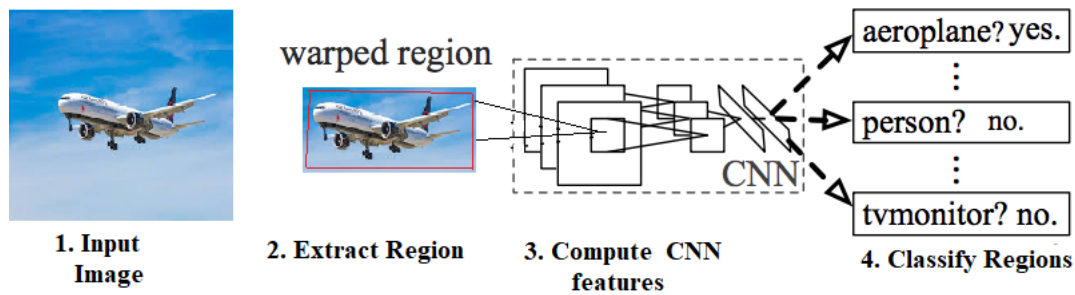 warped region
CNN
aeroplane? yes.
person? no.
tvmonitor? no.
1. Input
Image
2. Extract Region
3. Compute CNN
features
4. Classify Regions